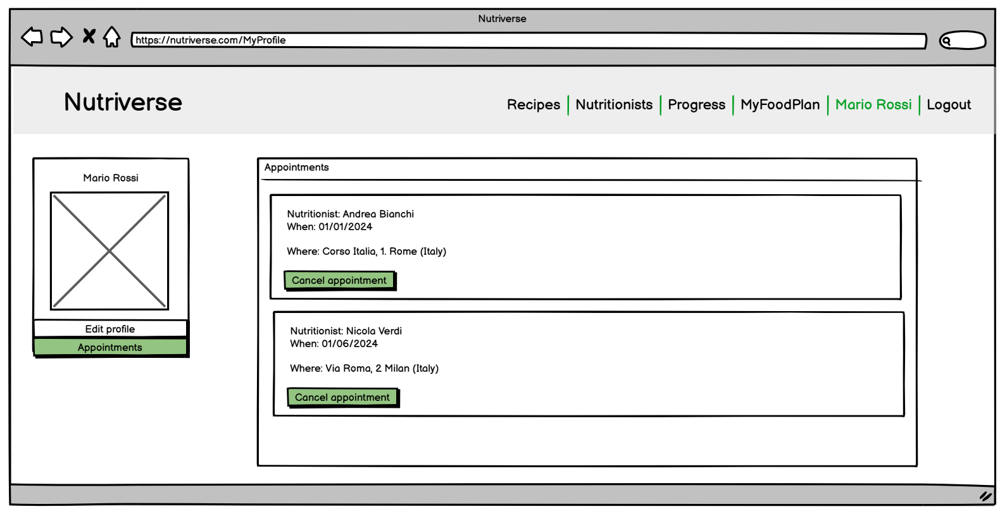 Nutriverse
https://nutriverse.com/MyProfile
Nutriverse
Recipes
Nutritionists
Progress
MyFoodPlan
Mario Rossi
Logout
Mario Rossi
Edit profile
Appointments
Appointments
Nutritionist: Andrea Bianchi
When: 01/01/2024
Where: Corso Italia, 1. Rome (Italy)
Cancel appointment
Nutritionist: Nicola Verdi
When: 01/06/2024
Where: Via Roma, 2 Milan (Italy)
Cancel appointment